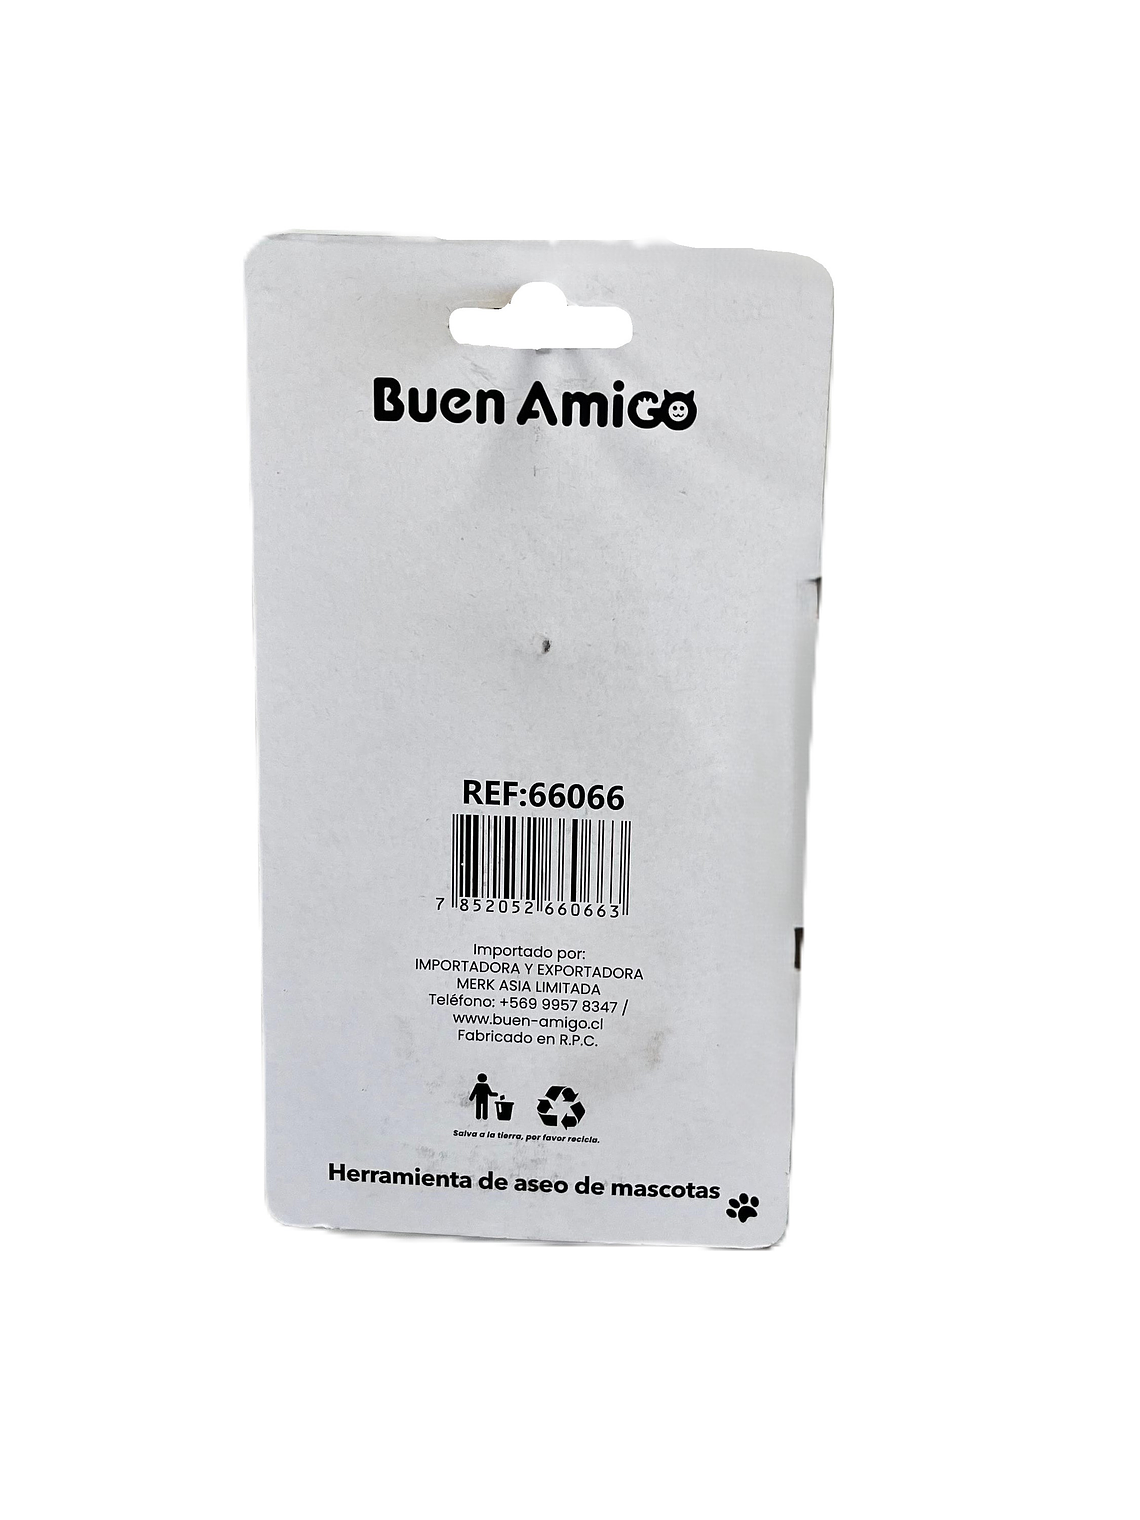 Buen Amigo
REF:66066
7 852052 660663
Importado por:
IMPORTADORA Y EXPORTADORA
MERK ASIA LIMITADA
Teléfono: +569 9957 8347 /
www.buen-amigo.cl
Fabricado en R.P.C.
Salva a la tierra, por favor recicla.
Herramienta de aseo de mascotas